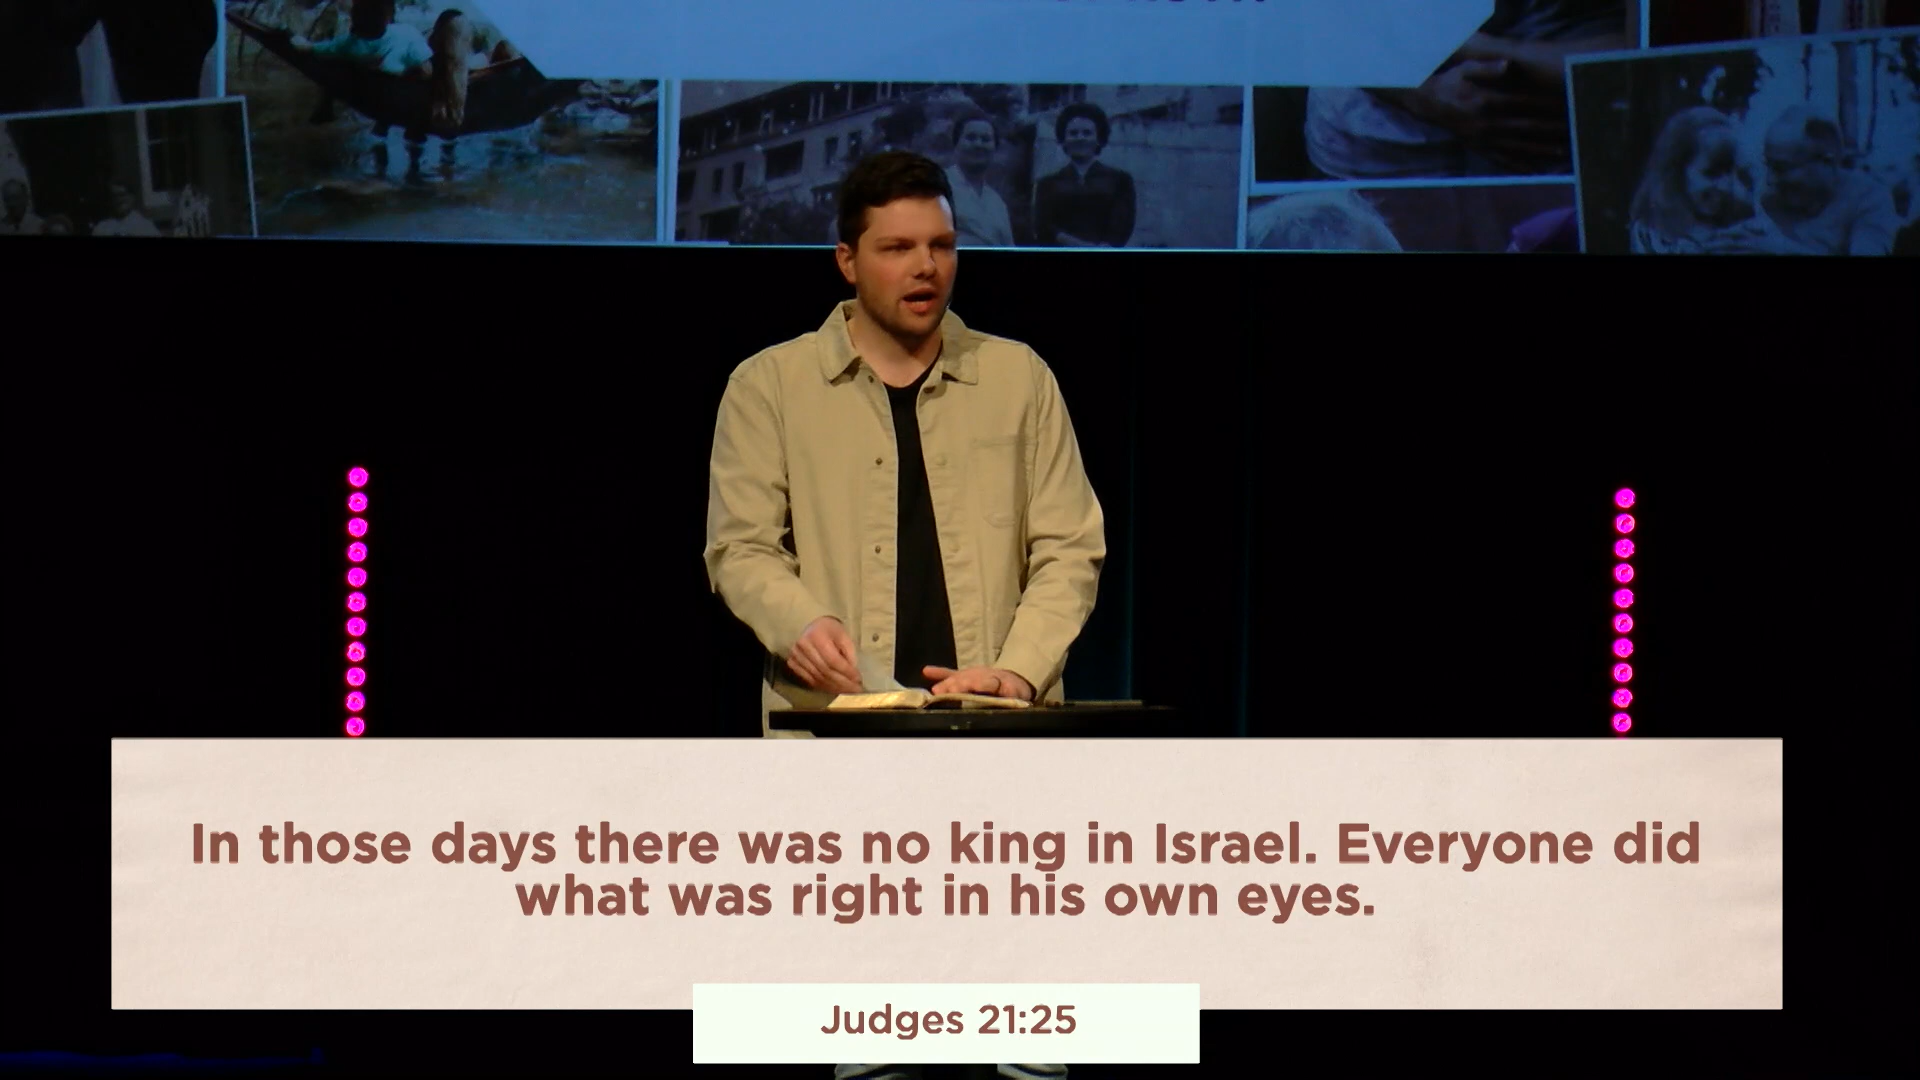 In those days there was no king in Israel. Everyone did
what was right in his own eyes.
Judges 21:25